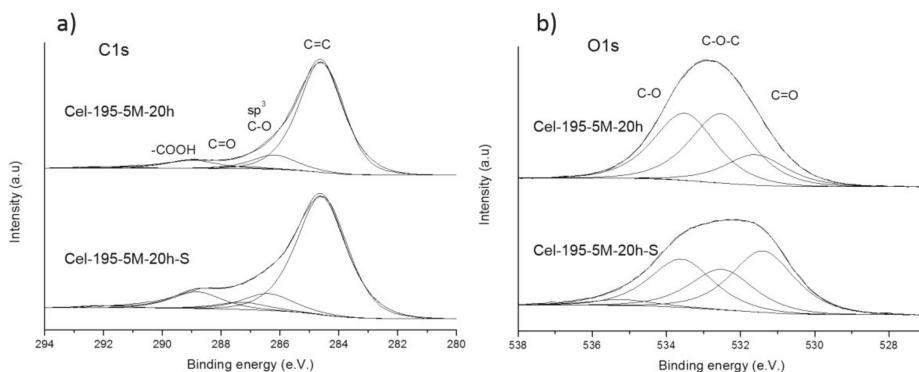 a)
C1s
C=C
Cel-195-5M-20h
sp³
C-O
C=O
-COOH
Cel-195-5M-20h-S
Intensity (a.u)
294 292 290 288 286 284 282 280
Binding energy (e.V.)
b)
O1s
C-O-C
C-O
C=O
Cel-195-5M-20h
Cel-195-5M-20h-S
Intensity (a.u)
538 536 534 532 530 528
Binding energy (e.V.)